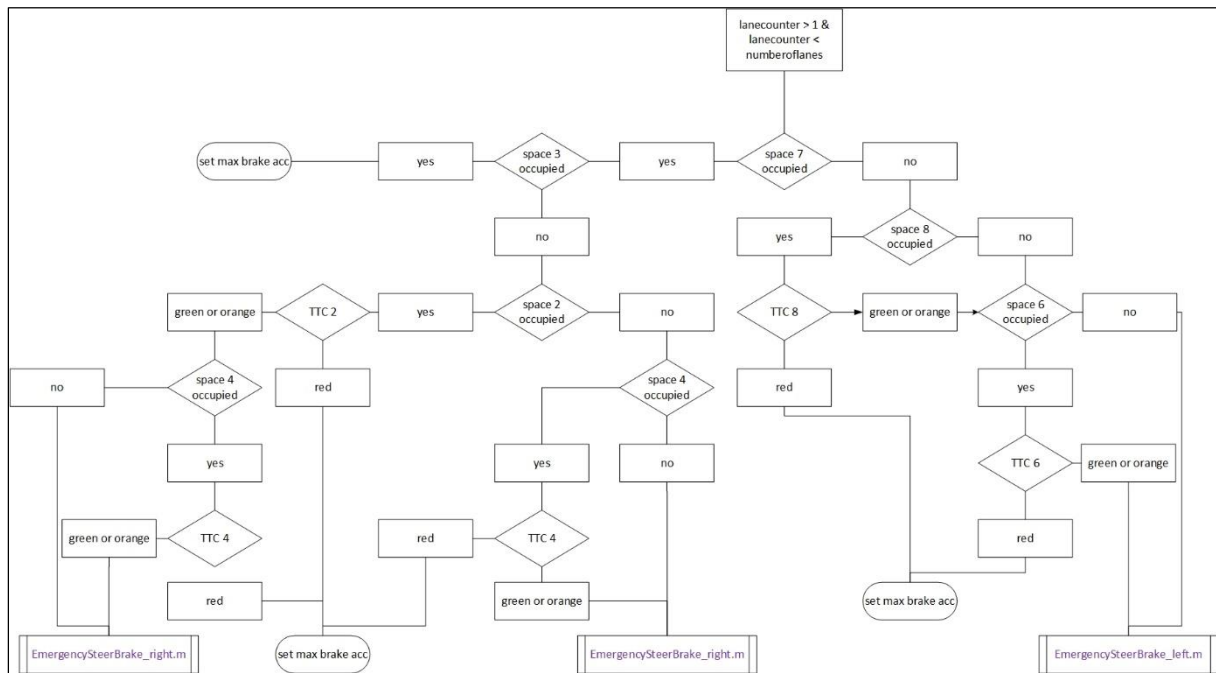 lanecounter > 1 &
lanecounter <
numberoflanes
set max brake acc
yes
space 3
occupied
yes
space 7
occupied
no
no
yes
space 8
occupied
no
green or orange
TTC 2
yes
space 2
occupied
no
TTC 8
green or orange
space 6
occupied
no
no
space 4
occupied
red
space 4
occupied
red
yes
yes
yes
no
TTC 6
green or orange
green or orange
TTC 4
red
TTC 4
red
red
green or orange
set max brake acc
EmergencySteerBrake_right.m
set max brake acc
EmergencySteerBrake_right.m
EmergencySteerBrake_left.m